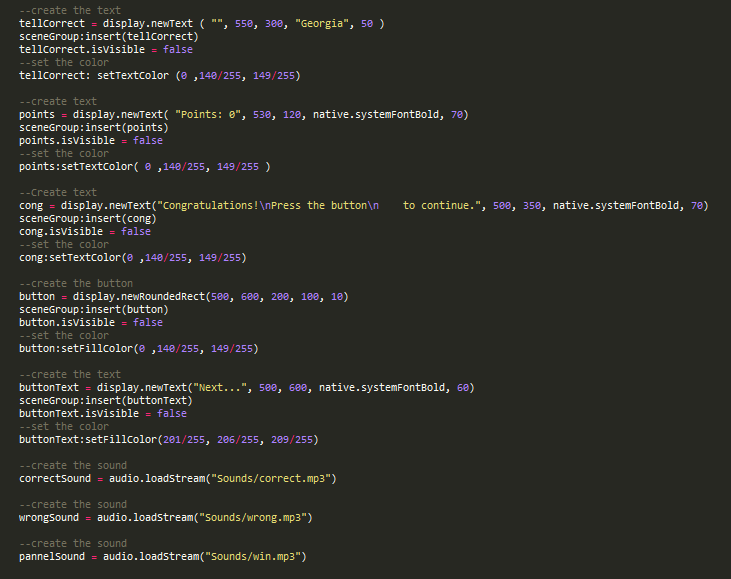 --create the text
tellCorrect = display.newText ( "", 550, 300, "Georgia", 50 )
sceneGroup:insert(tellCorrect)
tellCorrect.isVisible = false
--set the color
tellCorrect: setTextColor (0 ,140/255, 149/255)
--create text
points = display.newText( "Points: 0", 530, 120, native.systemFontBold, 70)
sceneGroup:insert(points)
points.isVisible = false
--set the color
points:setTextColor( 0 ,140/255, 149/255 )
--Create text
cong = display.newText("Congratulations!\nPress the button\n    to continue.", 500, 350, native.systemFontBold, 70)
sceneGroup:insert(cong)
cong.isVisible = false
--set the color
cong:setTextColor(0 ,140/255, 149/255)
--create the button
button = display.newRoundedRect(500, 600, 200, 100, 10)
sceneGroup:insert(button)
button.isVisible = false
--set the color
button:setFillColor(0 ,140/255, 149/255)
--create the text
buttonText = display.newText("Next...", 500, 600, native.systemFontBold, 60)
sceneGroup:insert(buttonText)
buttonText.isVisible = false
--set the color
buttonText:setFillColor(201/255, 206/255, 209/255)
--create the sound
correctSound = audio.loadStream("Sounds/correct.mp3")
--create the sound
wrongSound = audio.loadStream("Sounds/wrong.mp3")
--create the sound
pannelSound = audio.loadStream("Sounds/win.mp3")